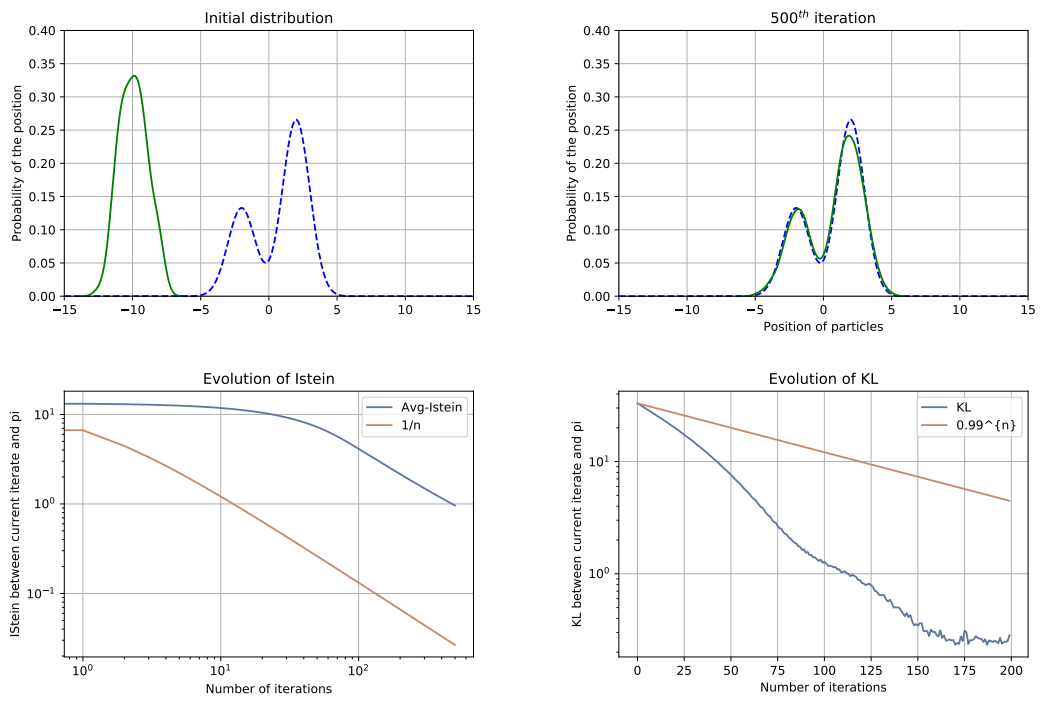 Initial distribution
Probability of the position
0.40
0.35
0.30
0.25
0.20
0.15
0.10
0.05
0.00
−15 −10 −5 0 5 10 15
500^{th} iteration
Probability of the position
0.40
0.35
0.30
0.25
0.20
0.15
0.10
0.05
0.00
−15 −10 −5 0 5 10 15
Position of particles
Evolution of Istein
IStein between current iterate and pi
Avg-Istein
1/n
10^1
10^0
10^{−1}
10^0 10^1 10^2
Number of iterations
Evolution of KL
KL between current iterate and pi
KL
0.99^{n}
10^1
10^0
0 25 50 75 100 125 150 175 200
Number of iterations